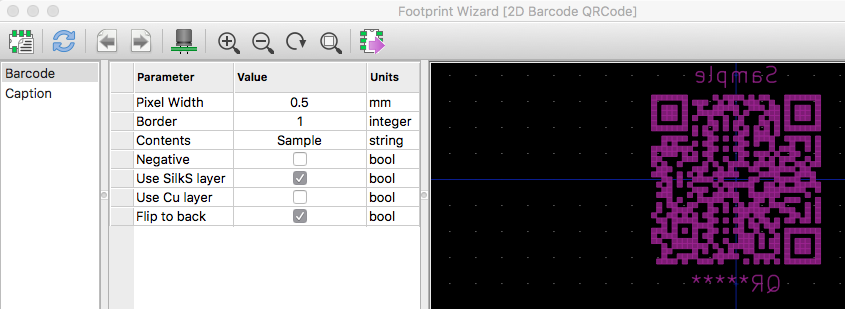 Footprint Wizard [2D Barcode QRCode]
Barcode
Caption
Parameter Value Units
Pixel Width 0.5 mm
Border 1 integer
Contents Sample string
Negative bool
Use SilkS layer bool
Use Cu layer bool
Flip to back bool
Sample
QR******